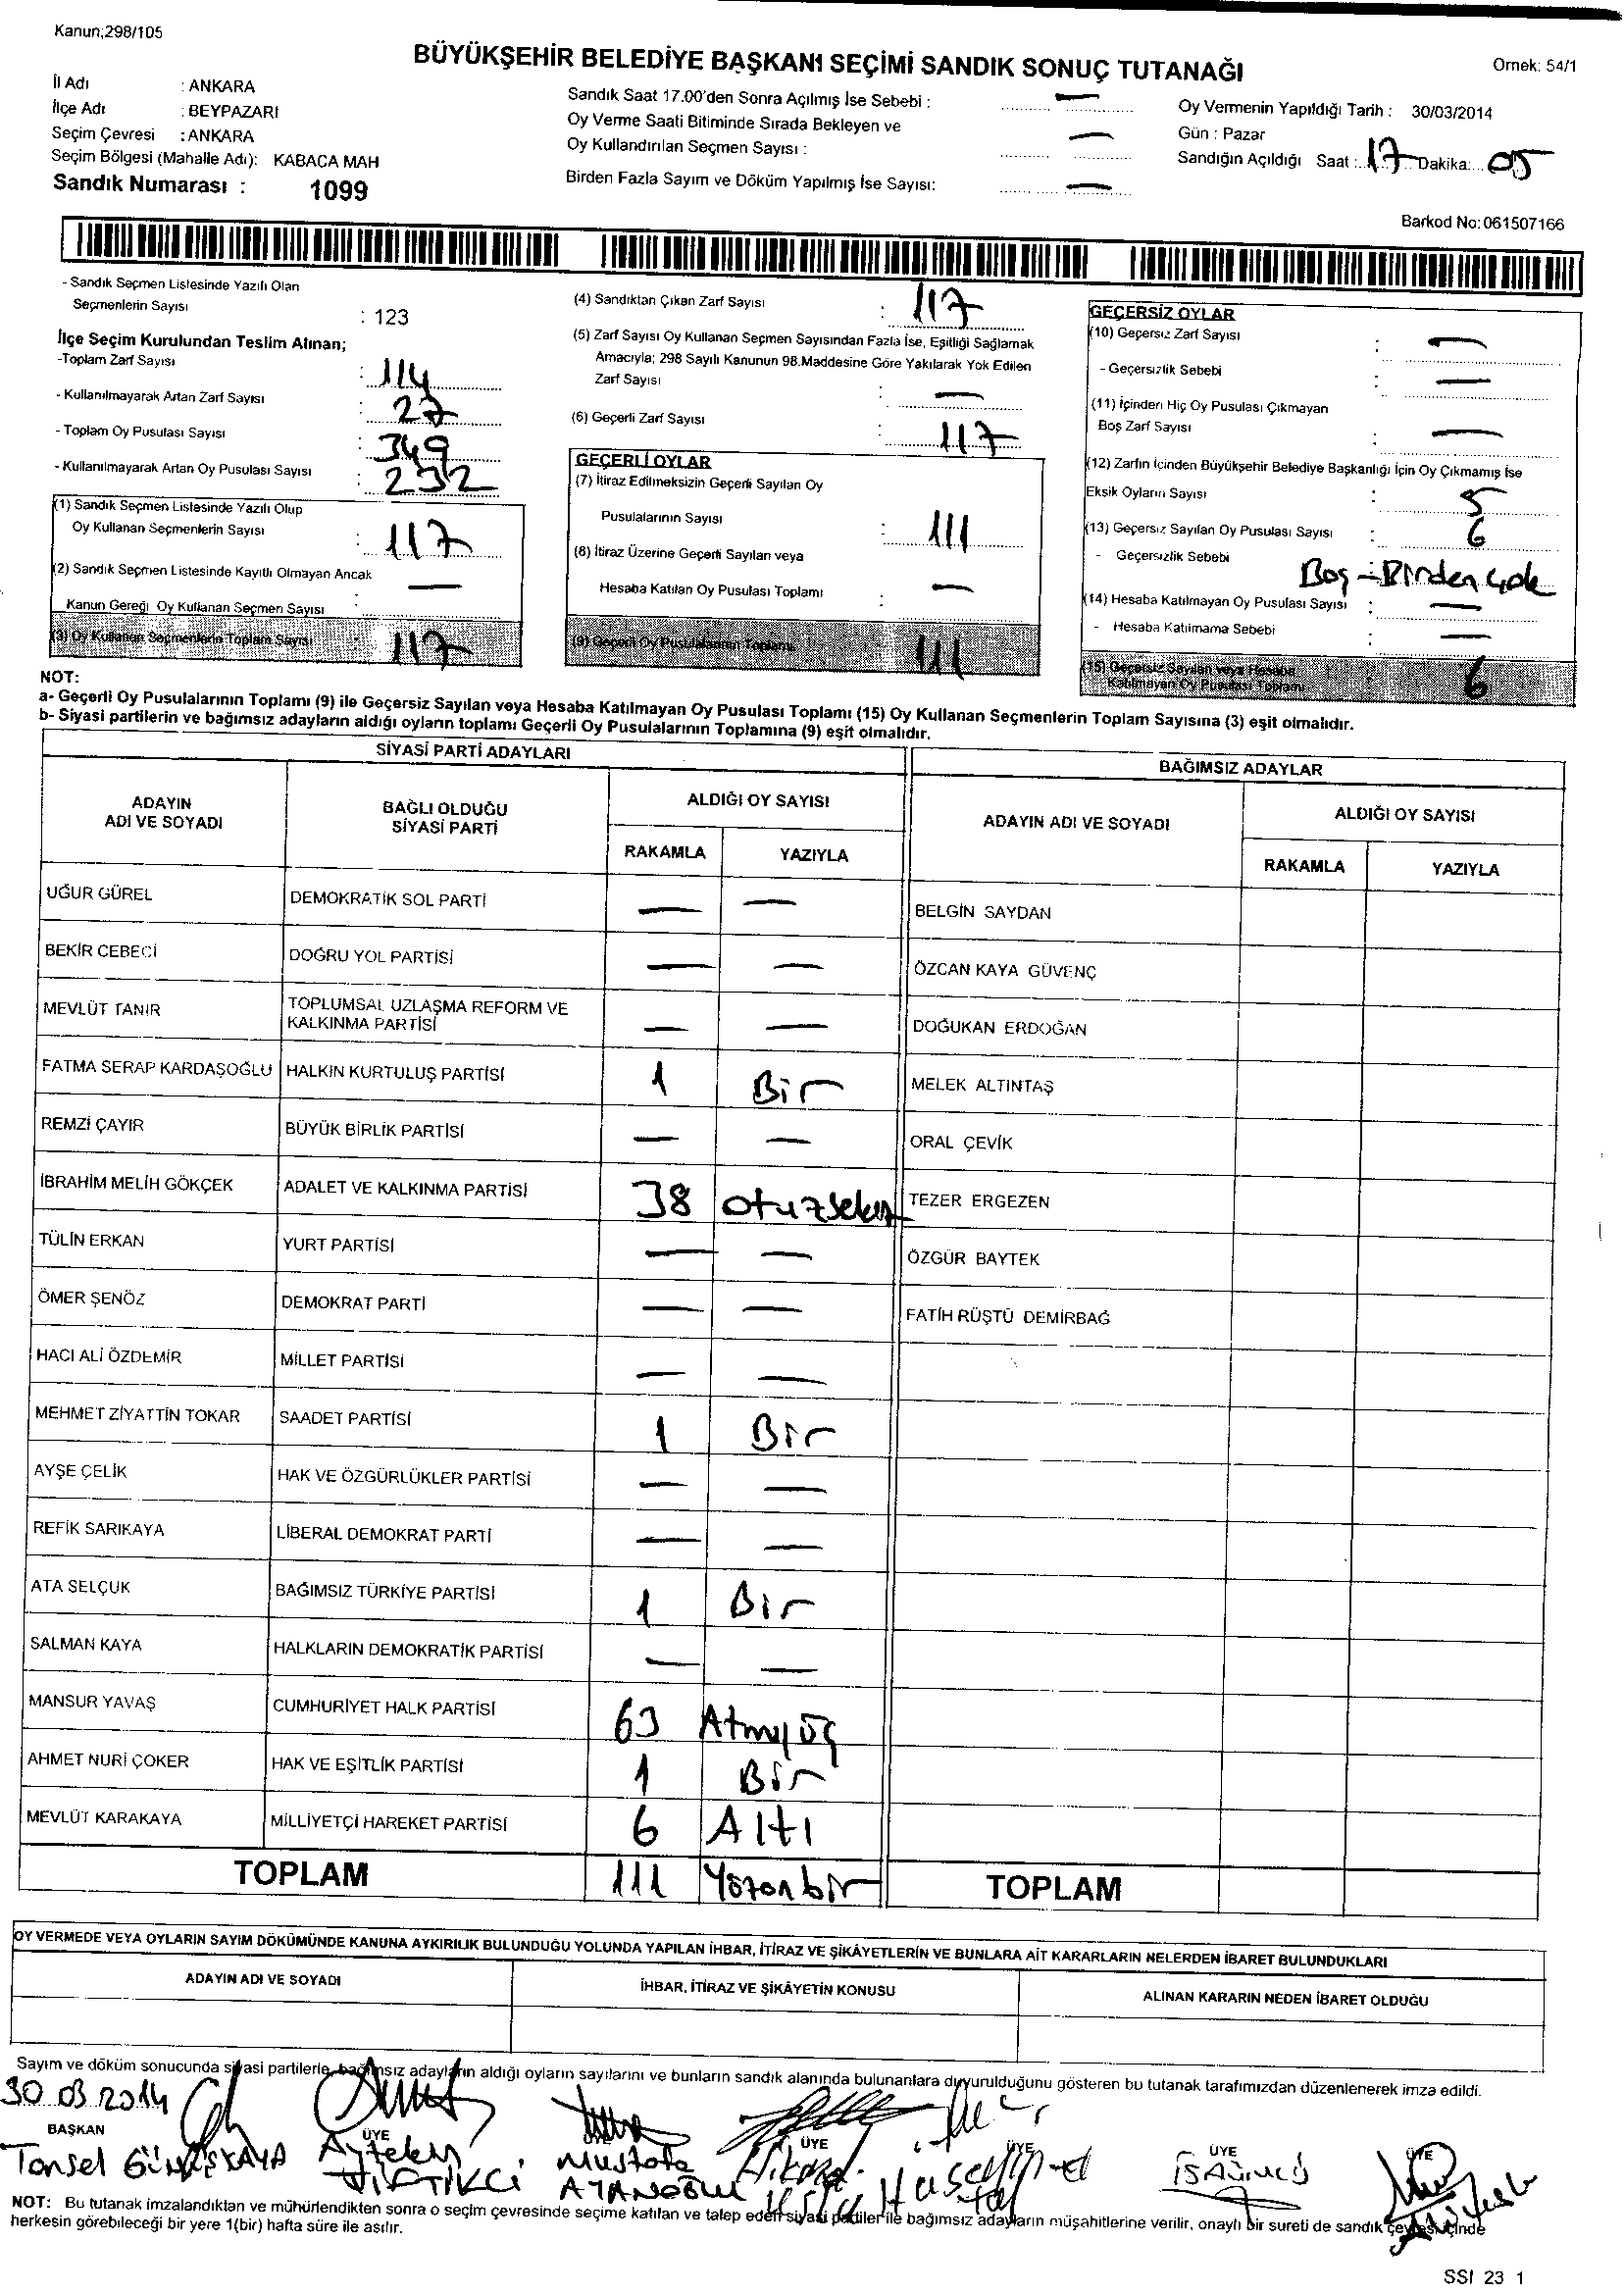 Kanun;298/105
BÜYÜKŞEHİR BELEDİYE BAŞKANI SEÇİMİ SANDIK SONUÇ TUTANAĞI
Ornek: 54/1
İl Adı : ANKARA
İlçe Adı : BEYPAZARI
Seçim Çevresi : ANKARA
Seçim Bölgesi (Mahalle Adı): KABACA MAH
Sandık Numarası : 1099
Sandık Saat 17.00'den Sonra Açılmış İse Sebebi : —
Oy Verme Saati Bitiminde Sırada Bekleyen ve
Oy Kullandırılan Seçmen Sayısı : —
Birden Fazla Sayım ve Döküm Yapılmış İse Sayısı: —
Oy Vermenin Yapıldığı Tarih : 30/03/2014
Gün : Pazar
Sandığın Açıldığı Saat : 17 Dakika: 05
Barkod No:061507166
- Sandık Seçmen Listesinde Yazılı Olan
Seçmenlerin Sayısı : 123
İlçe Seçim Kurulundan Teslim Alınan;
-Toplam Zarf Sayısı : 114
- Kullanılmayarak Artan Zarf Sayısı : 27
- Toplam Oy Pusulası Sayısı : 349
- Kullanılmayarak Artan Oy Pusulası Sayısı : 232
(1) Sandık Seçmen Listesinde Yazılı Olup
Oy Kullanan Seçmenlerin Sayısı : 117
(2) Sandık Seçmen Listesinde Kayıtlı Olmayan Ancak
Kanun Gereği Oy Kullanan Seçmen Sayısı : —
(3) Oy Kullanan Seçmenlerin Toplam Sayısı 117
(4) Sandıktan Çıkan Zarf Sayısı : 117
(5) Zarf Sayısı Oy Kullanan Seçmen Sayısından Fazla İse, Eşitliği Sağlamak
Amacıyla; 298 Sayılı Kanunun 98.Maddesine Göre Yakılarak Yok Edilen
Zarf Sayısı : —
(6) Geçerli Zarf Sayısı : 117
GEÇERLİ OYLAR
(7) İtiraz Edilmeksizin Geçerli Sayılan Oy
Pusulalarının Sayısı : 111
(8) İtiraz Üzerine Geçerli Sayılan veya
Hesaba Katılan Oy Pusulası Toplamı : —
(9) Geçerli Oy Pusulalarının Toplamı 111
GEÇERSİZ OYLAR
(10) Geçersiz Zarf Sayısı : —
- Geçersizlik Sebebi : —
(11) İçinden Hiç Oy Pusulası Çıkmayan
Boş Zarf Sayısı : —
(12) Zarfın İçinden Büyükşehir Belediye Başkanlığı İçin Oy Çıkmamış İse
Eksik Oyların Sayısı : 5
(13) Geçersiz Sayılan Oy Pusulası Sayısı : 6
- Geçersizlik Sebebi Boş - Birden çok
(14) Hesaba Katılmayan Oy Pusulası Sayısı : —
- Hesaba Katılmama Sebebi : —
(15) Geçersiz Sayılan veya Hesaba
Katılmayan Oy Pusulası Toplamı 6
NOT:
a- Geçerli Oy Pusulalarının Toplamı (9) ile Geçersiz Sayılan veya Hesaba Katılmayan Oy Pusulası Toplamı (15) Oy Kullanan Seçmenlerin Toplam Sayısına (3) eşit olmalıdır.
b- Siyasi partilerin ve bağımsız adayların aldığı oyların toplamı Geçerli Oy Pusulalarının Toplamına (9) eşit olmalıdır.
SİYASİ PARTİ ADAYLARI
BAĞIMSIZ ADAYLAR
ADAYIN ADI VE SOYADI
BAĞLI OLDUĞU SİYASİ PARTİ
ALDIĞI OY SAYISI
RAKAMLA YAZIYLA
ADAYIN ADI VE SOYADI
ALDIĞI OY SAYISI
RAKAMLA YAZIYLA
UĞUR GÜREL DEMOKRATİK SOL PARTİ — — BELGİN SAYDAN
BEKİR CEBECİ DOĞRU YOL PARTİSİ — — ÖZCAN KAYA GÜVENÇ
MEVLÜT TANIR TOPLUMSAL UZLAŞMA REFORM VE KALKINMA PARTİSİ — — DOĞUKAN ERDOĞAN
FATMA SERAP KARDAŞOĞLU HALKIN KURTULUŞ PARTİSİ 1 Bir MELEK ALTINTAŞ
REMZİ ÇAYIR BÜYÜK BİRLİK PARTİSİ — — ORAL ÇEVİK
İBRAHİM MELİH GÖKÇEK ADALET VE KALKINMA PARTİSİ 38 otuzsekiz TEZER ERGEZEN
TÜLİN ERKAN YURT PARTİSİ — — ÖZGÜR BAYTEK
ÖMER ŞENÖZ DEMOKRAT PARTİ — — FATİH RÜŞTÜ DEMİRBAĞ
HACI ALİ ÖZDEMİR MİLLET PARTİSİ — —
MEHMET ZİYATTİN TOKAR SAADET PARTİSİ 1 Bir
AYŞE ÇELİK HAK VE ÖZGÜRLÜKLER PARTİSİ — —
REFİK SARIKAYA LİBERAL DEMOKRAT PARTİ — —
ATA SELÇUK BAĞIMSIZ TÜRKİYE PARTİSİ 1 Bir
SALMAN KAYA HALKLARIN DEMOKRATİK PARTİSİ — —
MANSUR YAVAŞ CUMHURİYET HALK PARTİSİ 63 Atmışüç
AHMET NURİ ÇOKER HAK VE EŞİTLİK PARTİSİ 1 Bir
MEVLÜT KARAKAYA MİLLİYETÇİ HAREKET PARTİSİ 6 Altı
TOPLAM 111 Yüzonbir TOPLAM
OY VERMEDE VEYA OYLARIN SAYIM DÖKÜMÜNDE KANUNA AYKIRILIK BULUNDUĞU YOLUNDA YAPILAN İHBAR, İTİRAZ VE ŞİKÂYETLERİN VE BUNLARA AİT KARARLARIN NELERDEN İBARET BULUNDUKLARI
ADAYIN ADI VE SOYADI İHBAR, İTİRAZ VE ŞİKÂYETİN KONUSU ALINAN KARARIN NEDEN İBARET OLDUĞU
Sayım ve döküm sonucunda siyasi partilerle, bağımsız adayların aldığı oyların sayılarını ve bunların sandık alanında bulunanlara duyurulduğunu gösteren bu tutanak tarafımızdan düzenlenerek imza edildi.
30 03 2014
BAŞKAN ÜYE ÜYE ÜYE ÜYE ÜYE
Tansel Aytekin Mustafa
ÇİFTİKCİ
NOT: Bu tutanak imzalandıktan ve mühürlendikten sonra o seçim çevresinde seçime katılan ve talep eden siyasi partiler ile bağımsız adayların müşahitlerine verilir, onaylı bir sureti de sandık çevresi içinde
herkesin görebileceği bir yere 1(bir) hafta süre ile asılır.
SSI 23 1